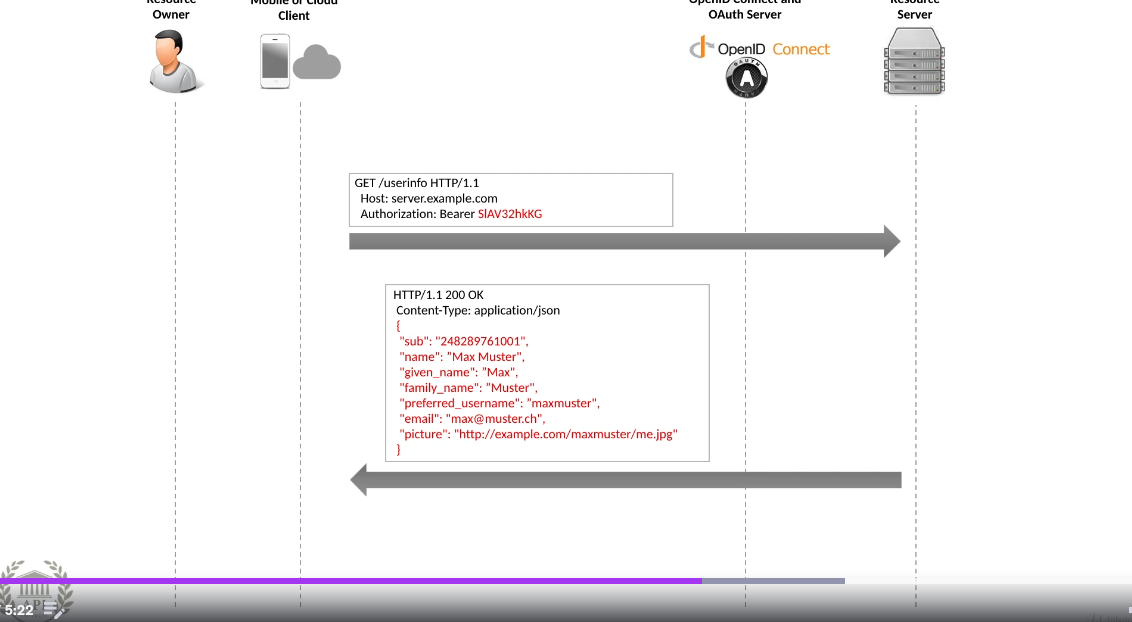 Resource
Owner
Mobile or Cloud
Client
OpenID Connect and
OAuth Server
Resource
Server
OpenID Connect
OAUTH
A
GET /userinfo HTTP/1.1
Host: server.example.com
Authorization: Bearer SlAV32hkKG
HTTP/1.1 200 OK
Content-Type: application/json
{
"sub": "248289761001",
"name": "Max Muster",
"given_name": "Max",
"family_name": "Muster",
"preferred_username": "maxmuster",
"email": "max@muster.ch",
"picture": "http://example.com/maxmuster/me.jpg"
}
API
5:22